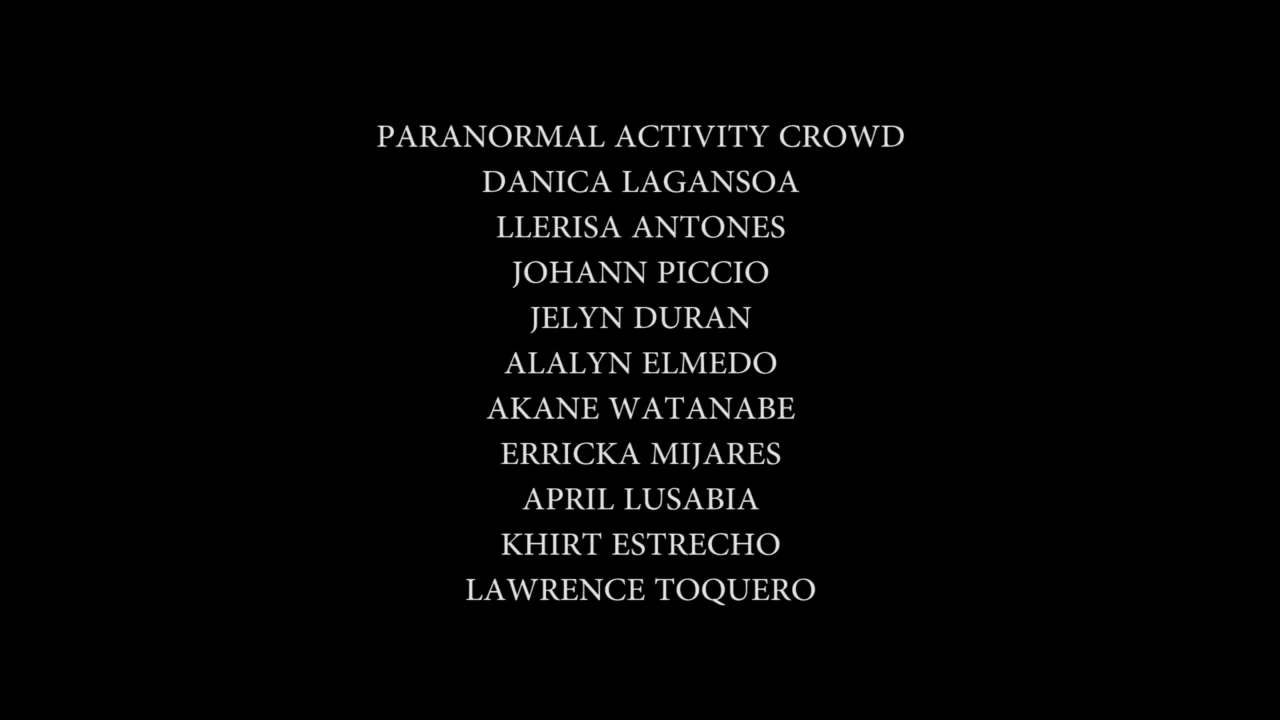 PARANORMAL ACTIVITY CROWD
DANICA LAGANSOA
LLERISA ANTONES
JOHANN PICCIO
JELYN DURAN
ALALYN ELMEDO
AKANE WATANABE
ERRICKA MIJARES
APRIL LUSABIA
KHIRT ESTRECHO
LAWRENCE TOQUERO